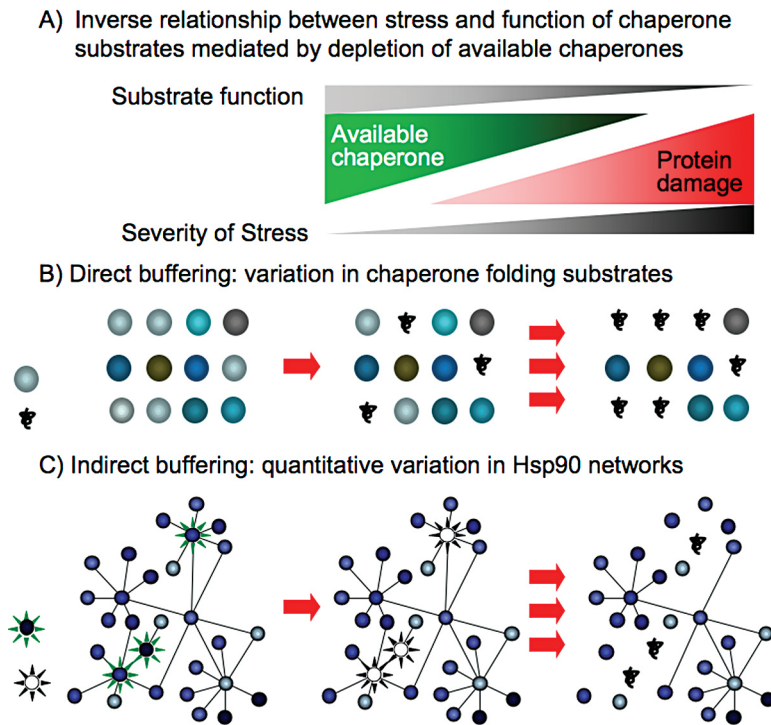 A) Inverse relationship between stress and function of chaperone
substrates mediated by depletion of available chaperones
Substrate function
Available
chaperone
Protein
damage
Severity of Stress
B) Direct buffering: variation in chaperone folding substrates
C) Indirect buffering: quantitative variation in Hsp90 networks